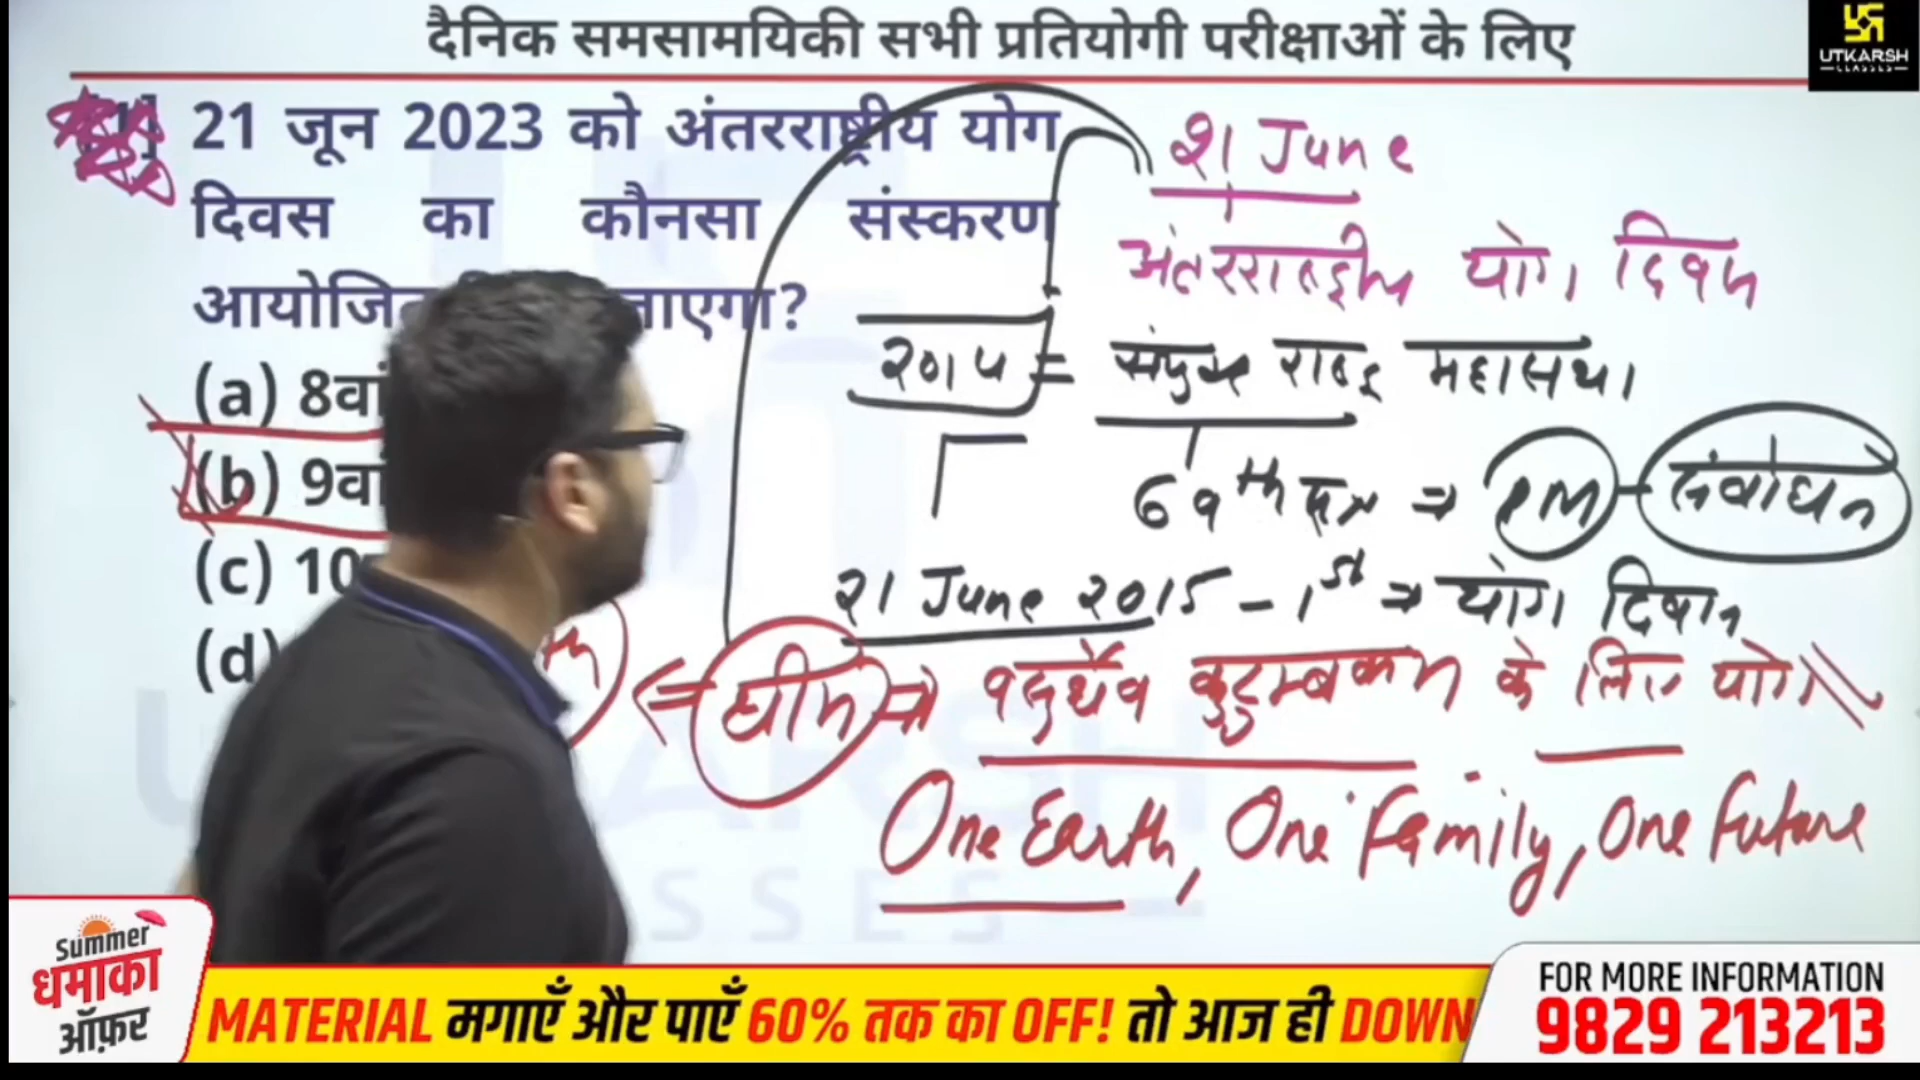 दैनिक समसामयिकी सभी प्रतियोगी परीक्षाओं के लिए
UTKARSH
CLASSES
21 जून 2023 को अंतरराष्ट्रीय योग
दिवस का कौनसा संस्करण
आयोजि जाएगा?
(a) 8वां
(b) 9वां
(c) 10
(d)
21 June
अंतरराष्ट्रीय योग दिवस
2014 = संयुक्त राष्ट्र महासभा
69th सत्र ⇒ PM - संबोधन
21 June 2015 - 1st ⇒ योग दिवस
थीम ⇒ वसुधैव कुटुम्बकम के लिए योग
One Earth, One Family, One Future
Summer
धमाका
ऑफ़र
MATERIAL मगाएँ और पाएँ 60% तक का OFF! तो आज ही DOWN
FOR MORE INFORMATION
9829 213213